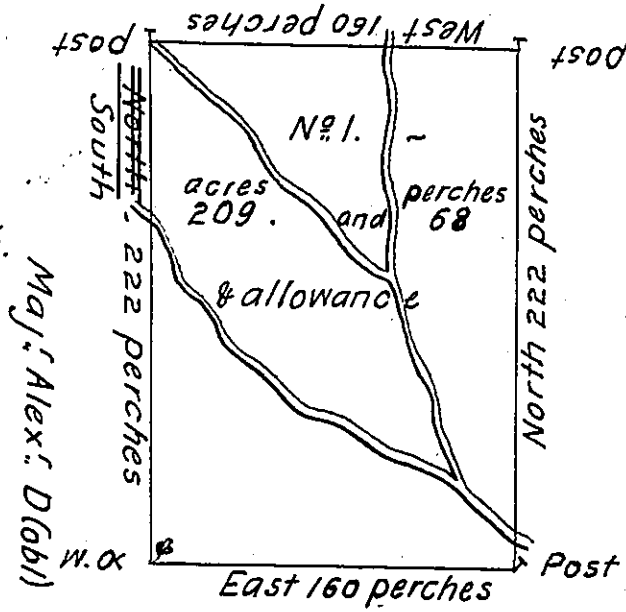 West 160 perches
post
post
North
South
222 perches
No 1. ~
acres perches
209. and 68
& allowance
North 222 perches
Maj.r Alex.r D(obl)
W.O.
East 160 perches
Post